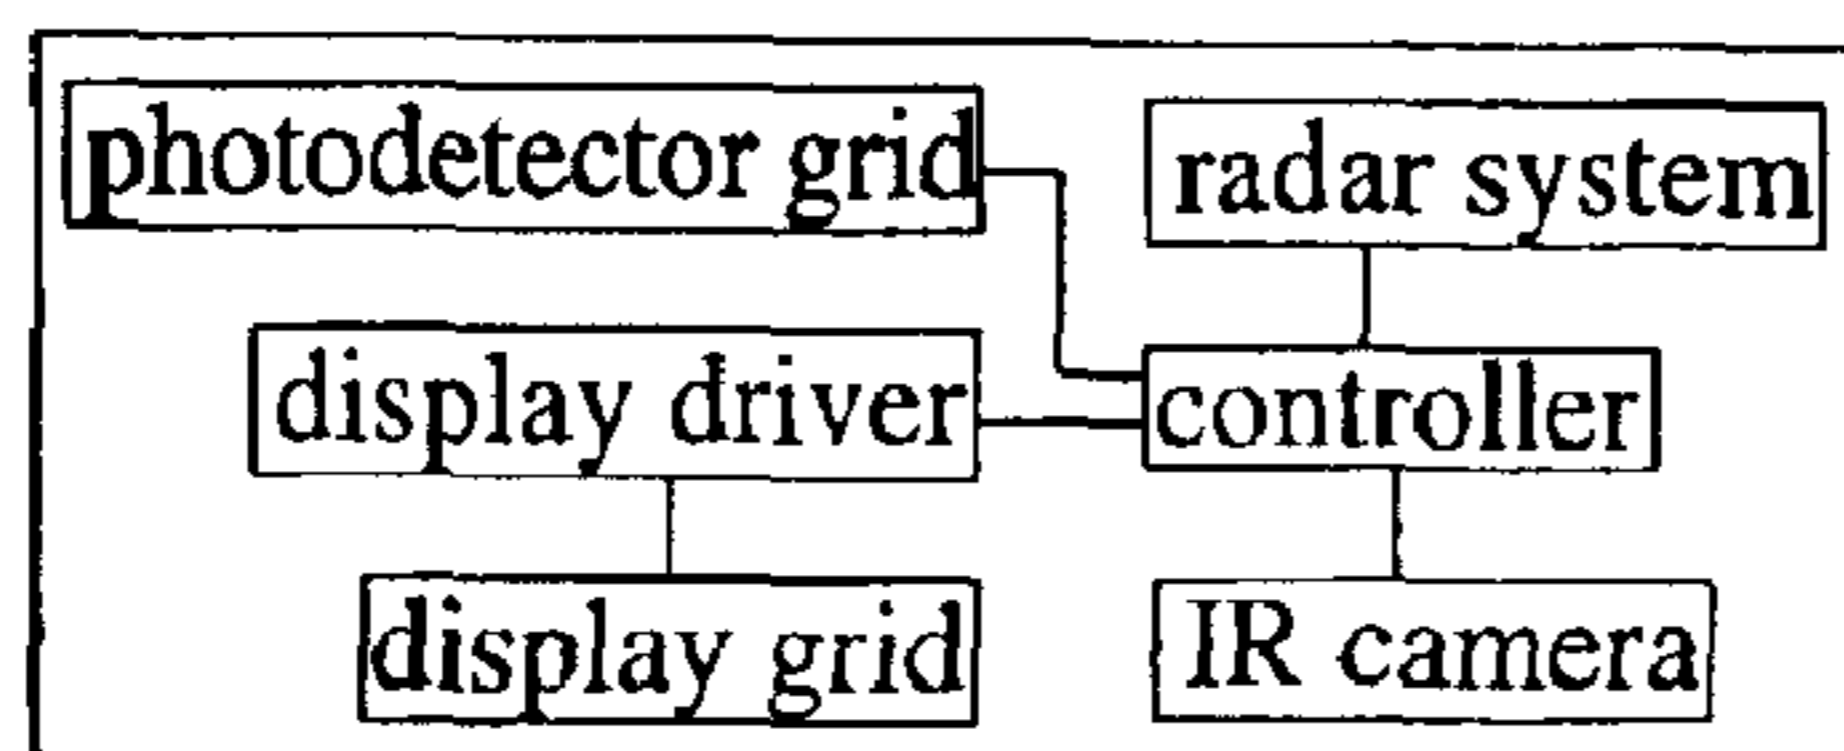 photodetector grid
radar system
display driver
controller
display grid
IR camera